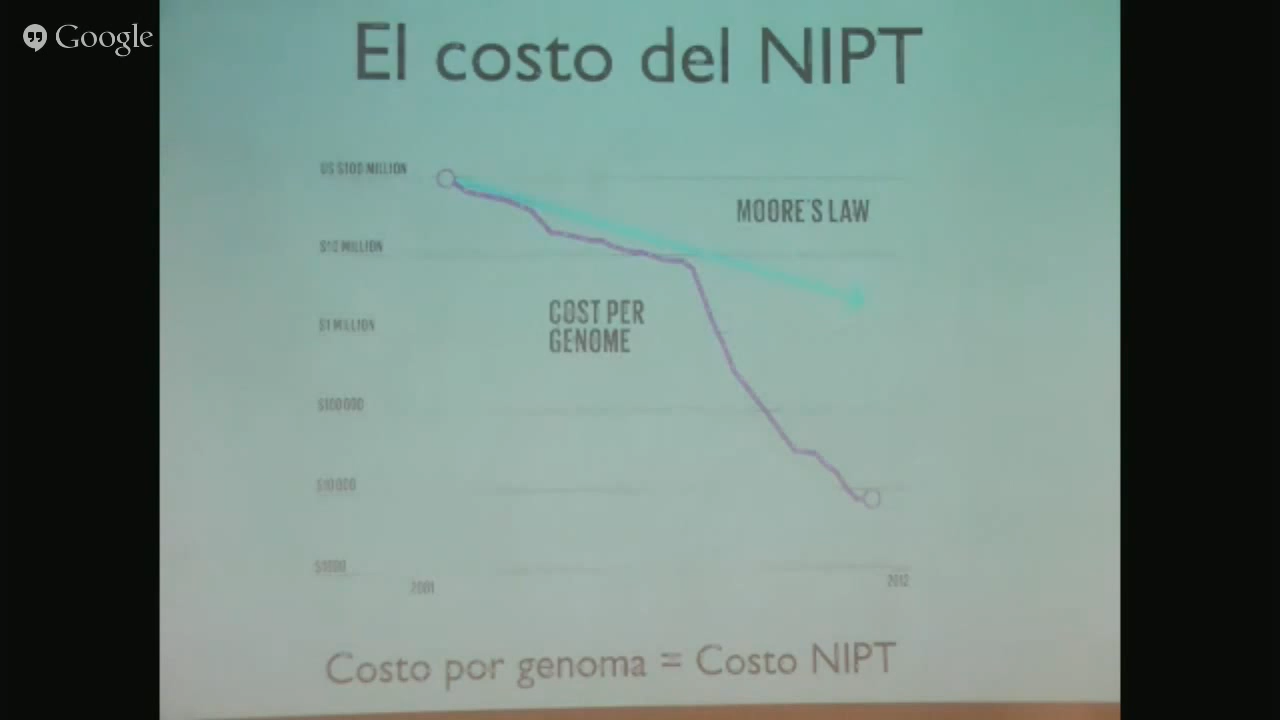 Google
El costo del NIPT
US $100 MILLION
MOORE'S LAW
$10 MILLION
COST PER
GENOME
$1 MILLION
$100 000
$10 000
$1000
2001
2012
Costo por genoma = Costo NIPT